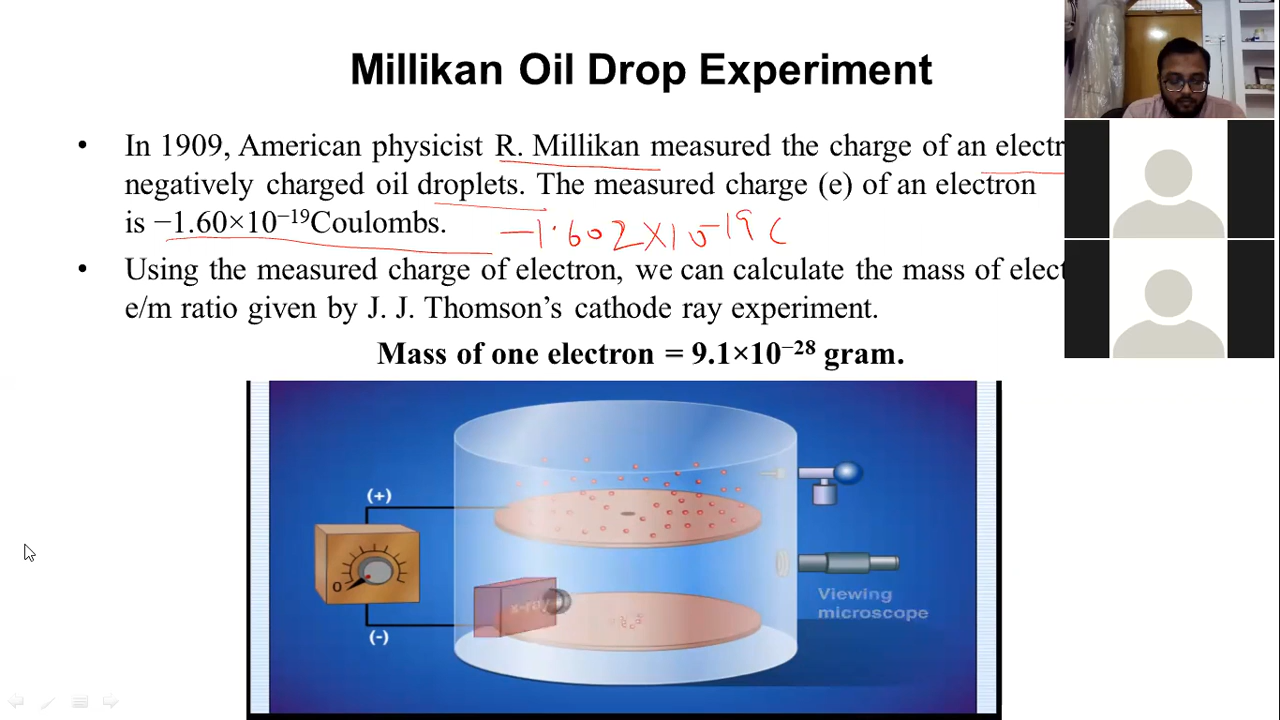 Millikan Oil Drop Experiment
• In 1909, American physicist R. Millikan measured the charge of an electr
negatively charged oil droplets. The measured charge (e) of an electron
is −1.60×10⁻¹⁹Coulombs.
−1.602×10⁻¹⁹ C
• Using the measured charge of electron, we can calculate the mass of elect
e/m ratio given by J. J. Thomson’s cathode ray experiment.
Mass of one electron = 9.1×10⁻²⁸ gram.
(+)
0
(-)
Viewing
microscope